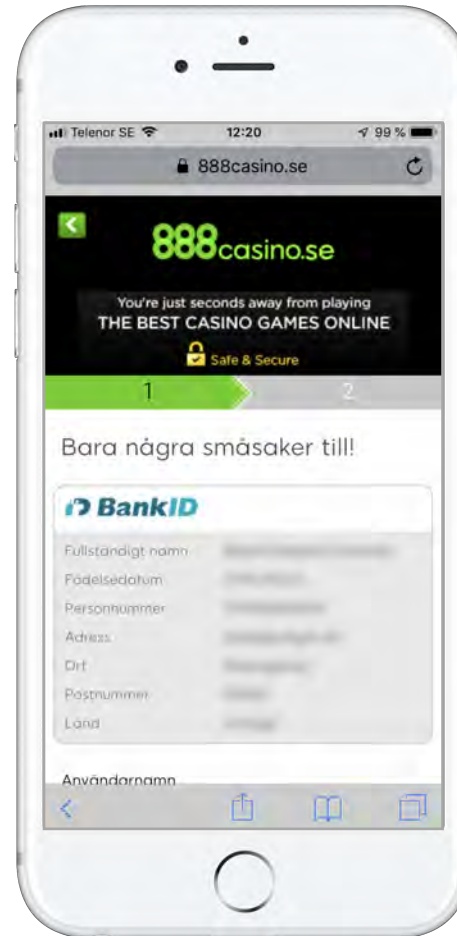 Telenor SE 12:20 99 %
888casino.se
888casino.se
You're just seconds away from playing
THE BEST CASINO GAMES ONLINE
Safe & Secure
1 2
Bara några småsaker till!
BankID
Fullständigt namn
Födelsedatum
Personnummer
Adress
Ort
Postnummer
Land
Användarnamn